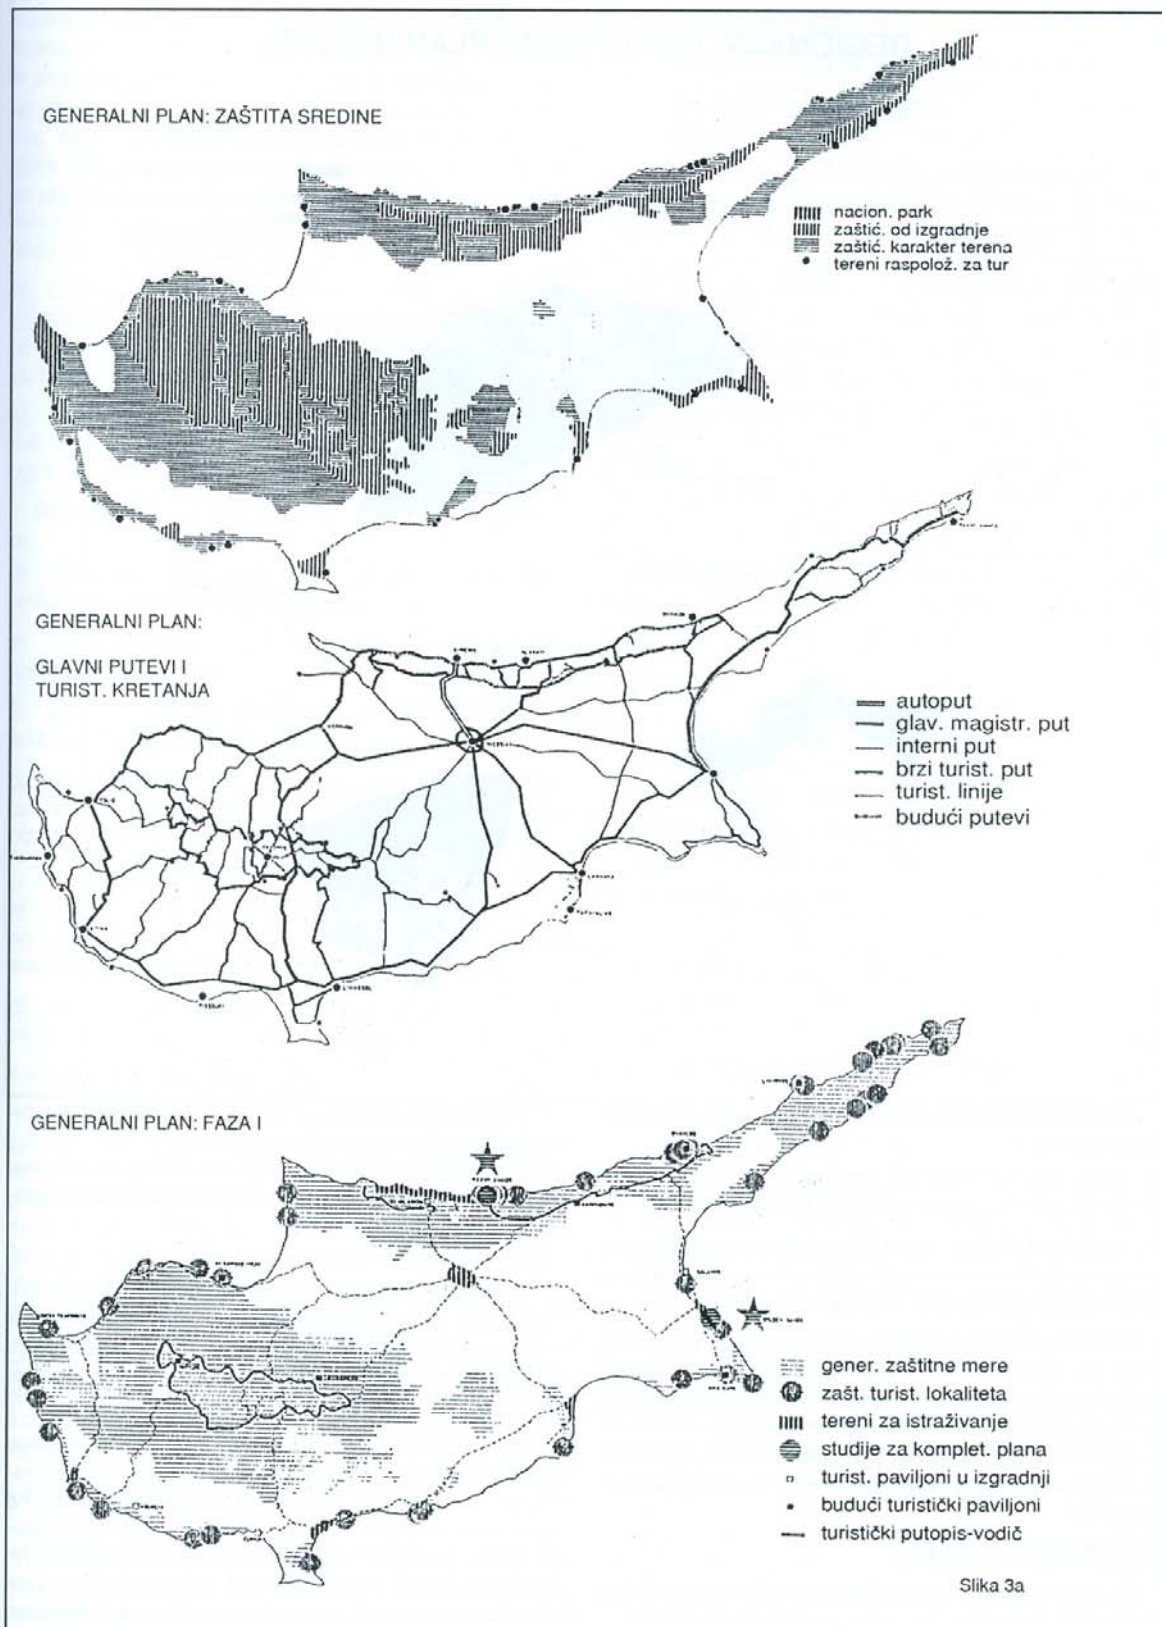 GENERALNI PLAN: ZAŠTITA SREDINE
nacion. park
zaštić. od izgradnje
zaštić. karakter terena
tereni raspolož. za tur
GENERALNI PLAN:
GLAVNI PUTEVI I
TURIST. KRETANJA
autoput
glav. magistr. put
interni put
brzi turist. put
turist. linije
budući putevi
GENERALNI PLAN: FAZA I
gener. zaštitne mere
zašt. turist. lokaliteta
tereni za istraživanje
studije za komplet. plana
turist. paviljoni u izgradnji
budući turistički paviljoni
turistički putopis-vodič
Slika 3a